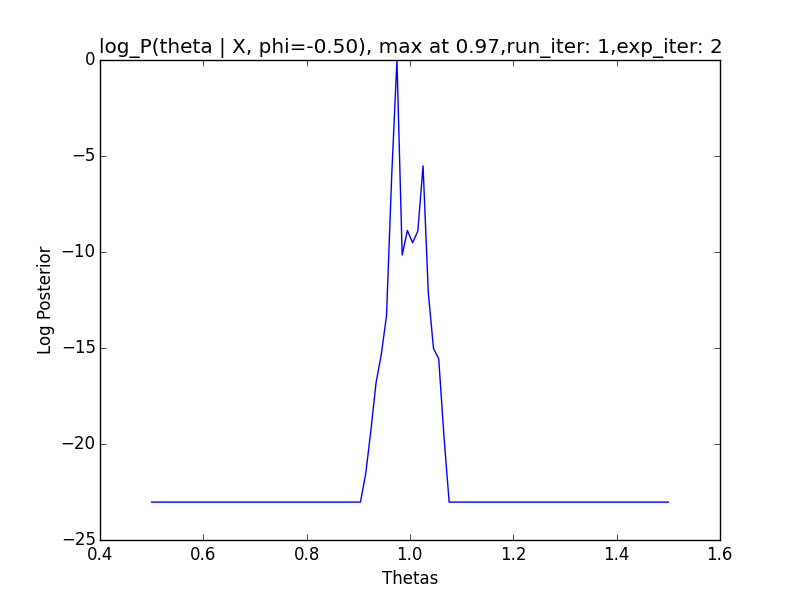 log_P(theta | X, phi=-0.50), max at 0.97,run_iter: 1,exp_iter: 2
0
−5
−10
−15
−20
−25
Log Posterior
0.4 0.6 0.8 1.0 1.2 1.4 1.6
Thetas